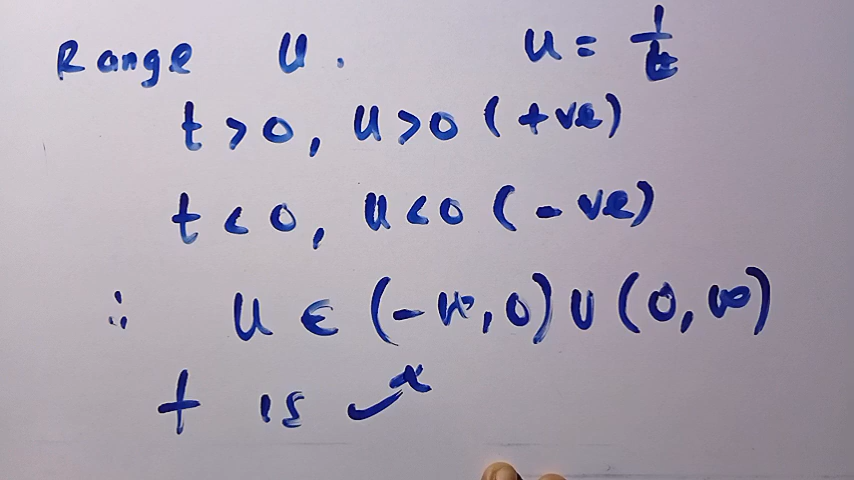 Range U. u = 1/t
t > 0, u > 0 (+ve)
t < 0, u < 0 (-ve)
∴ u ∈ (-∞, 0) ∪ (0, ∞)
t is